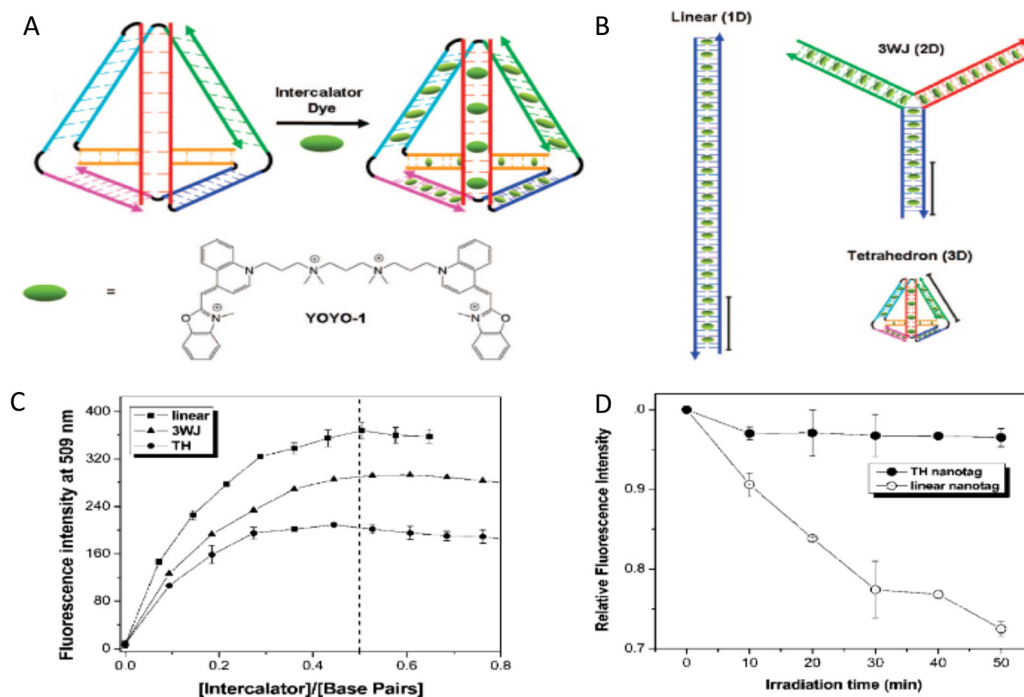 A
Intercalator
Dye
=
N
⊕
N
⊕
N
N
O
N
⊕
YOYO-1
⊕
N
O
B
Linear (1D)
3WJ (2D)
Tetrahedron (3D)
C
Fluorescence intensity at 509 nm
400
320
240
160
80
0
linear
3WJ
TH
0.0
0.2
0.4
0.6
0.8
[Intercalator]/[Base Pairs]
D
Relative Fluorescence Intensity
.0
0.9
0.8
0.7
TH nanotag
linear nanotag
0
10
20
30
40
50
Irradiation time (min)